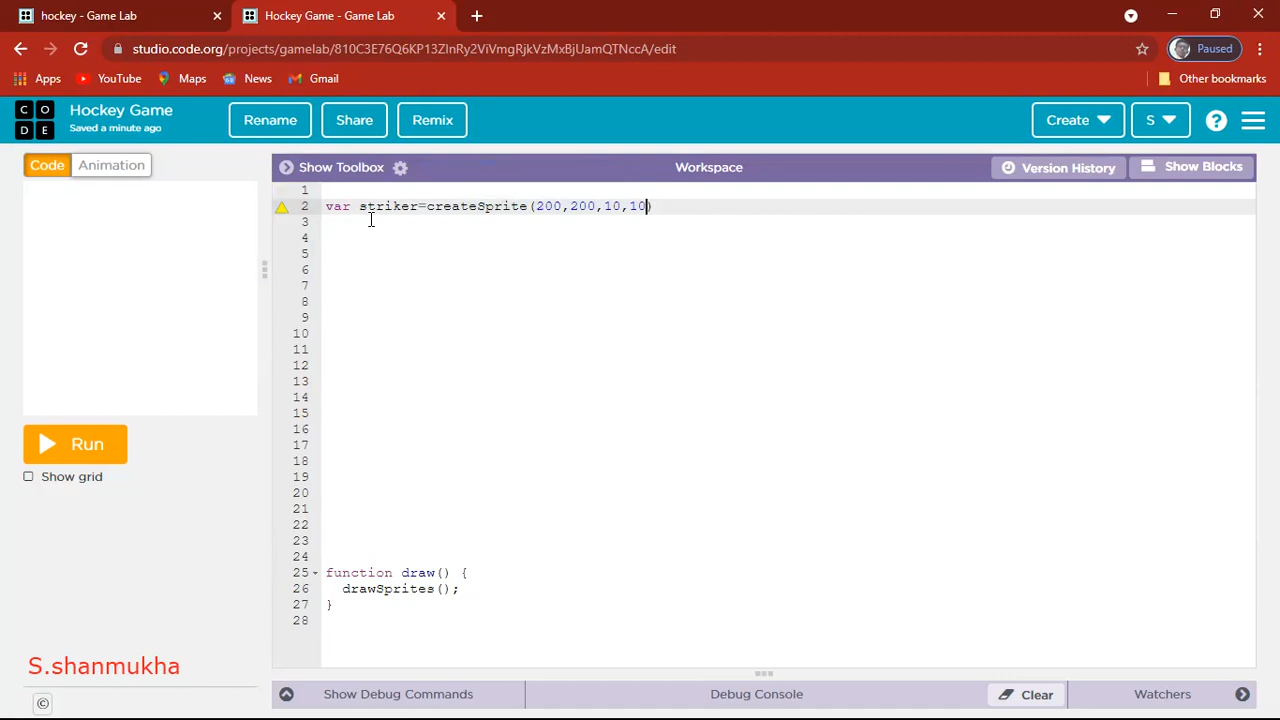 hockey - Game Lab
Hockey Game - Game Lab
studio.code.org/projects/gamelab/810C3E76Q6KP13ZInRy2ViVmgRjkVzMxBjUamQTNccA/edit
Paused
Apps YouTube Maps News Gmail Other bookmarks
C O D E
Hockey Game
Saved a minute ago
Rename Share Remix Create S ?
Code Animation Show Toolbox Workspace Version History Show Blocks
1
2 var striker=createSprite(200,200,10,10)
3
4
5
6
7
8
9
10
11
12
13
14
15
16
17
18
19
20
21
22
23
24
25 function draw() {
26 drawSprites();
27 }
28
Run
Show grid
S.shanmukha
©
Show Debug Commands Debug Console Clear Watchers